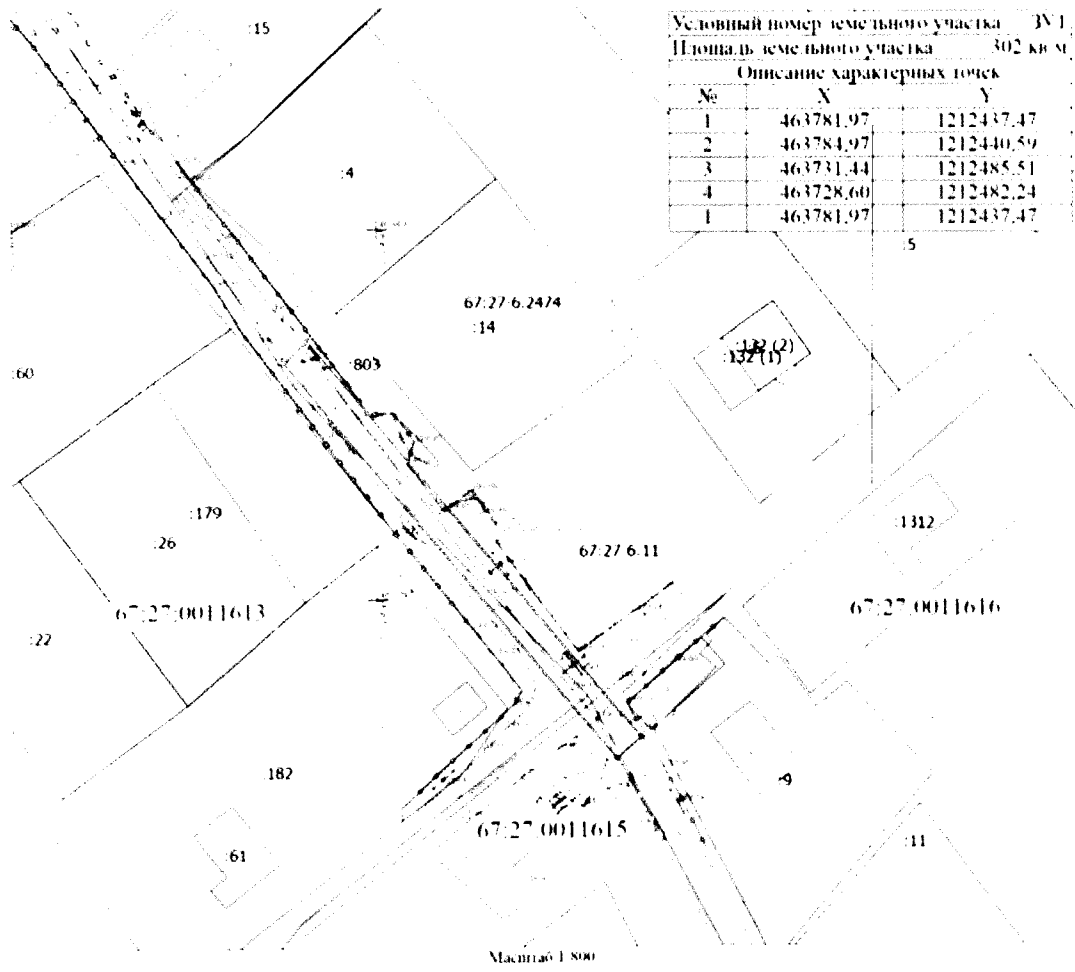 Условный номер земельного участка ЗУ1
Площадь земельного участка 302 кв м
Описание характерных точек
№ X Y
1 463781,97 1212437,47
2 463784,97 1212440,59
3 463731,44 1212485,51
4 463728,60 1212482,24
1 463781,97 1212437,47
:15
:4
:5
67:27-6.2474
:14
:132 (2)
:132 (1)
:60
:803
:179
:26
:1312
67:27-6.11
67:27:0011613
67:27:0011616
:22
182
:9
67:27:0011615
:61
:11
Масштаб 1:800